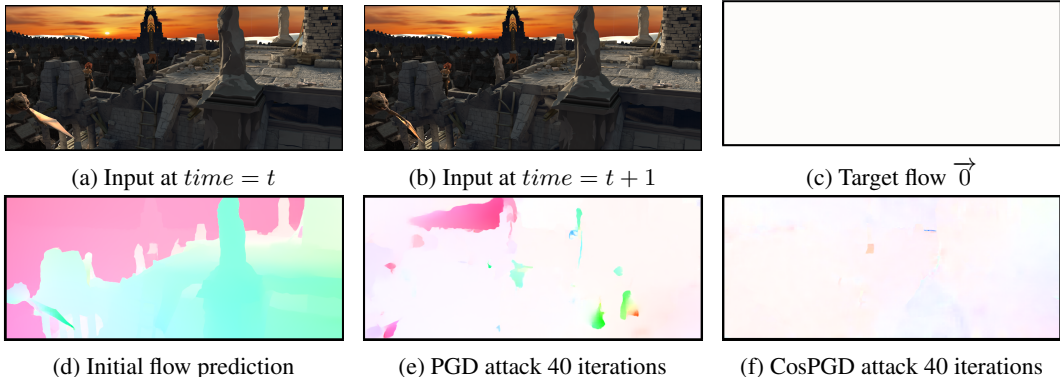 (a) Input at time = t
(b) Input at time = t + 1
(c) Target flow $\overrightarrow{0}$
(d) Initial flow prediction
(e) PGD attack 40 iterations
(f) CosPGD attack 40 iterations